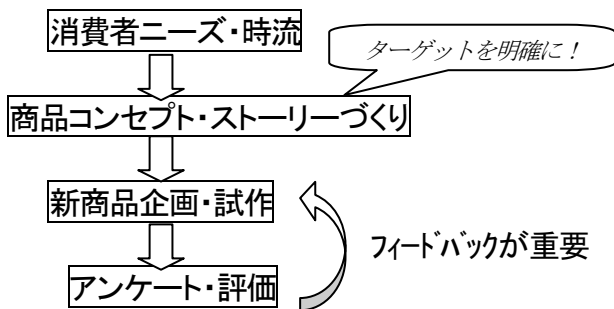 消費者ニーズ・時流
ターゲットを明確に！
商品コンセプト・ストーリーづくり
新商品企画・試作
フィードバックが重要
アンケート・評価